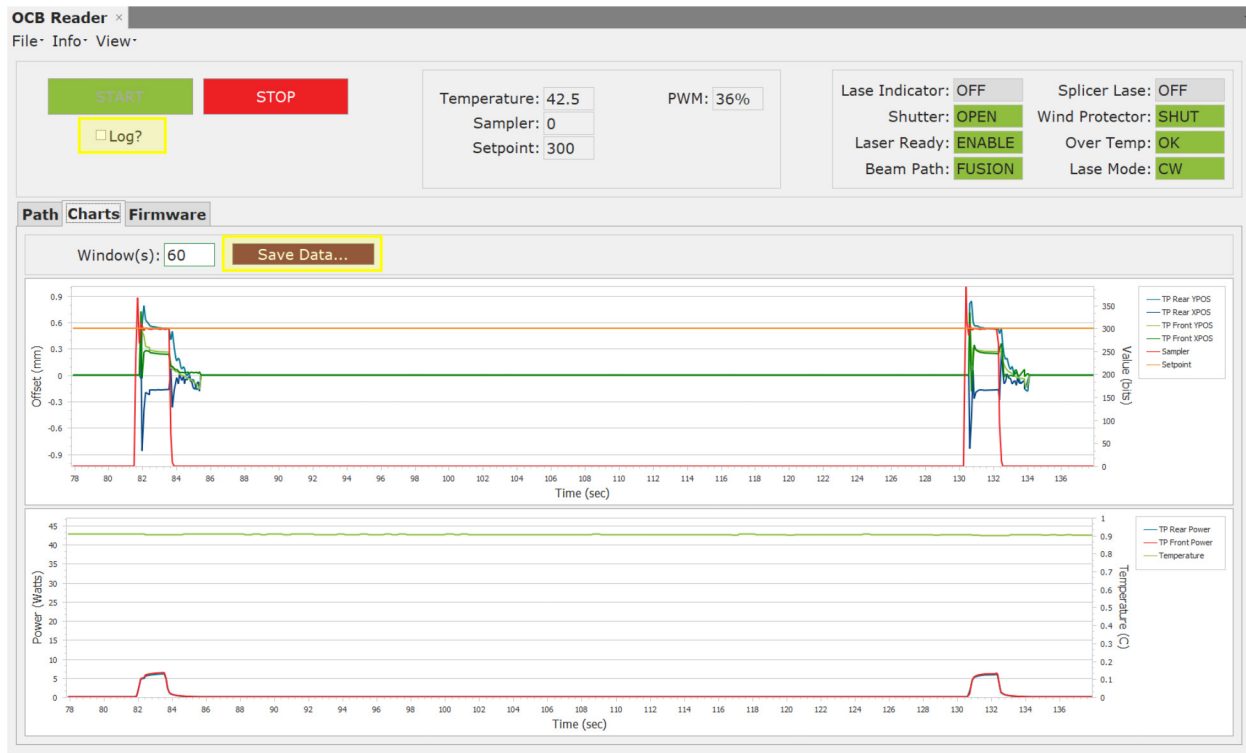 OCB Reader ×
File▾ Info▾ View▾
START STOP
Log?
Temperature: 42.5
Sampler: 0
Setpoint: 300
PWM: 36%
Lase Indicator: OFF Splicer Lase: OFF
Shutter: OPEN Wind Protector: SHUT
Laser Ready: ENABLE Over Temp: OK
Beam Path: FUSION Lase Mode: CW
Path Charts Firmware
Window(s): 60 Save Data...
Offset (mm)
0.9
0.6
0.3
0
-0.3
-0.6
-0.9
78 80 82 84 86 88 90 92 94 96 98 100 102 104 106 108 110 112 114 116 118 120 122 124 126 128 130 132 134 136
Time (sec)
350
300
250
200
150
100
50
0
Value (bits)
TP Rear YPOS
TP Rear XPOS
TP Front YPOS
TP Front XPOS
Sampler
Setpoint
Power (Watts)
45
40
35
30
25
20
15
10
5
0
78 80 82 84 86 88 90 92 94 96 98 100 102 104 106 108 110 112 114 116 118 120 122 124 126 128 130 132 134 136
Time (sec)
1
0.9
0.8
0.7
0.6
0.5
0.4
0.3
0.2
0.1
0
Temperature (C)
TP Rear Power
TP Front Power
Temperature